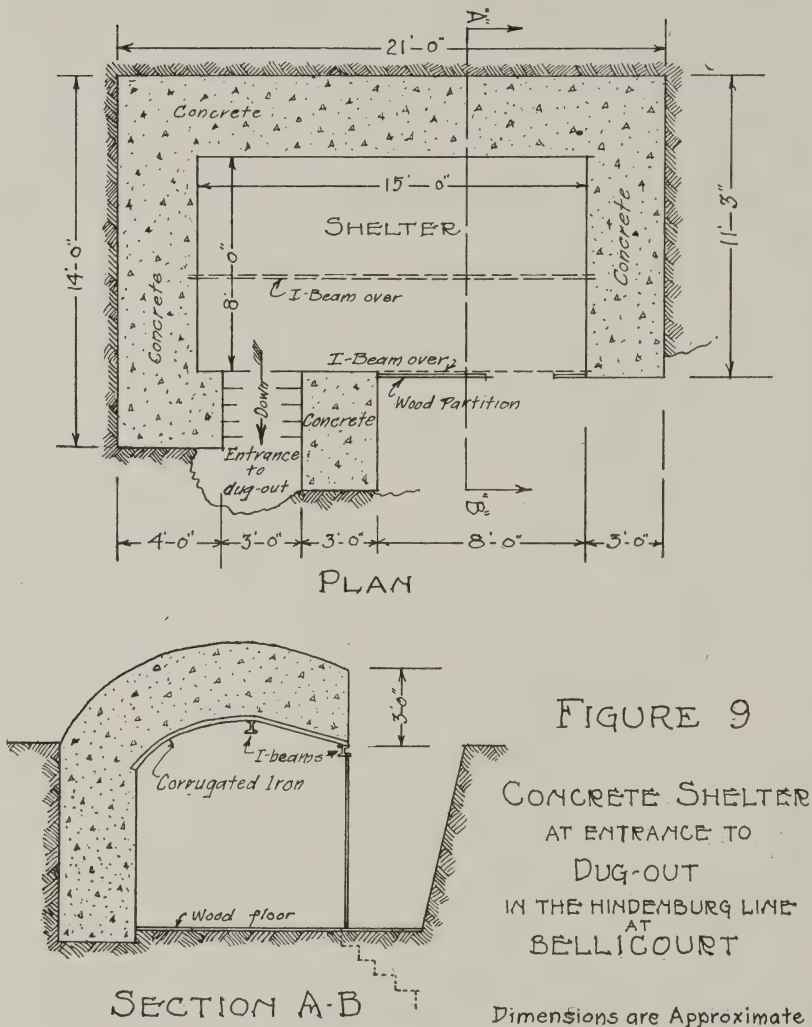 "A"
21'-0"
Concrete
15'-0"
SHELTER
8'-0"
14'-0"
11'-3"
Concrete
Concrete
I-Beam over
I-Beam over
Wood Partition
Down
Concrete
Entrance
to
dug-out
"B"
4'-0"
3'-0"
3'-0"
8'-0"
3'-0"
PLAN
3'-0"
I-beams
Corrugated Iron
Wood floor
SECTION A-B
FIGURE 9
CONCRETE SHELTER
AT ENTRANCE TO
DUG-OUT
IN THE HINDENBURG LINE
AT
BELLICOURT
Dimensions are Approximate